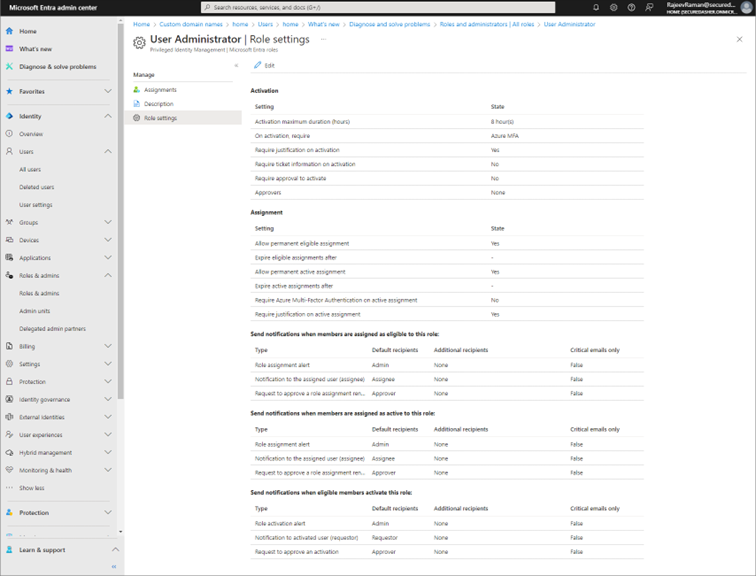 Microsoft Entra admin center
Search resources, services, and docs (G+/)
RajeevRaman@secured...
Home > Custom domain names > home > Users > home > What's new > Diagnose and solve problems > Roles and administrators | All roles > User Administrator
User Administrator | Role settings ...
Privileged Identity Management | Microsoft Entra roles
Home
What's new
Diagnose & solve problems
Favorites
Identity
Overview
Users
All users
Deleted users
User settings
Groups
Devices
Applications
Roles & admins
Roles & admins
Admin units
Delegated admin partners
Billing
Settings
Protection
Identity governance
External Identities
User experiences
Hybrid management
Monitoring & health
Show less
Protection
Learn & support
Manage
Assignments
Description
Role settings
Edit
Activation
Setting State
Activation maximum duration (hours) 8 hour(s)
On activation, require Azure MFA
Require justification on activation Yes
Require ticket information on activation No
Require approval to activate No
Approvers None
Assignment
Setting State
Allow permanent eligible assignment Yes
Expire eligible assignments after -
Allow permanent active assignment Yes
Expire active assignments after -
Require Azure Multi-Factor Authentication on active assignment No
Require justification on active assignment Yes
Send notifications when members are assigned as eligible to this role:
Type Default recipients Additional recipients Critical emails only
Role assignment alert Admin None False
Notification to the assigned user (assignee) Assignee None False
Request to approve a role assignment ren... Approver None False
Send notifications when members are assigned as active to this role:
Type Default recipients Additional recipients Critical emails only
Role assignment alert Admin None False
Notification to the assigned user (assignee) Assignee None False
Request to approve a role assignment ren... Approver None False
Send notifications when eligible members activate this role:
Type Default recipients Additional recipients Critical emails only
Role activation alert Admin None False
Notification to activated user (requestor) Requestor None False
Request to approve an activation Approver None False